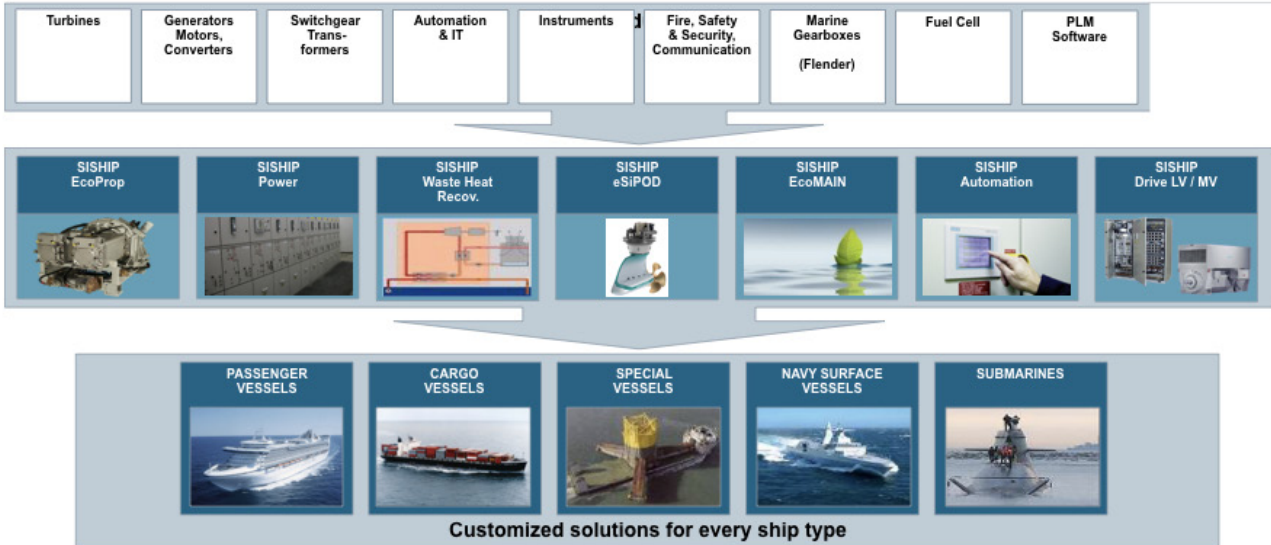 Turbines
Generators
Motors,
Converters
Switchgear
Trans-
formers
Automation
& IT
Instruments
Fire, Safety
& Security,
Communication
Marine
Gearboxes
(Flender)
Fuel Cell
PLM
Software
SISHIP
EcoProp
SISHIP
Power
SISHIP
Waste Heat
Recov.
SISHIP
eSiPOD
SISHIP
EcoMAIN
SISHIP
Automation
SISHIP
Drive LV / MV
PASSENGER
VESSELS
CARGO
VESSELS
SPECIAL
VESSELS
NAVY SURFACE
VESSELS
SUBMARINES
Customized solutions for every ship type